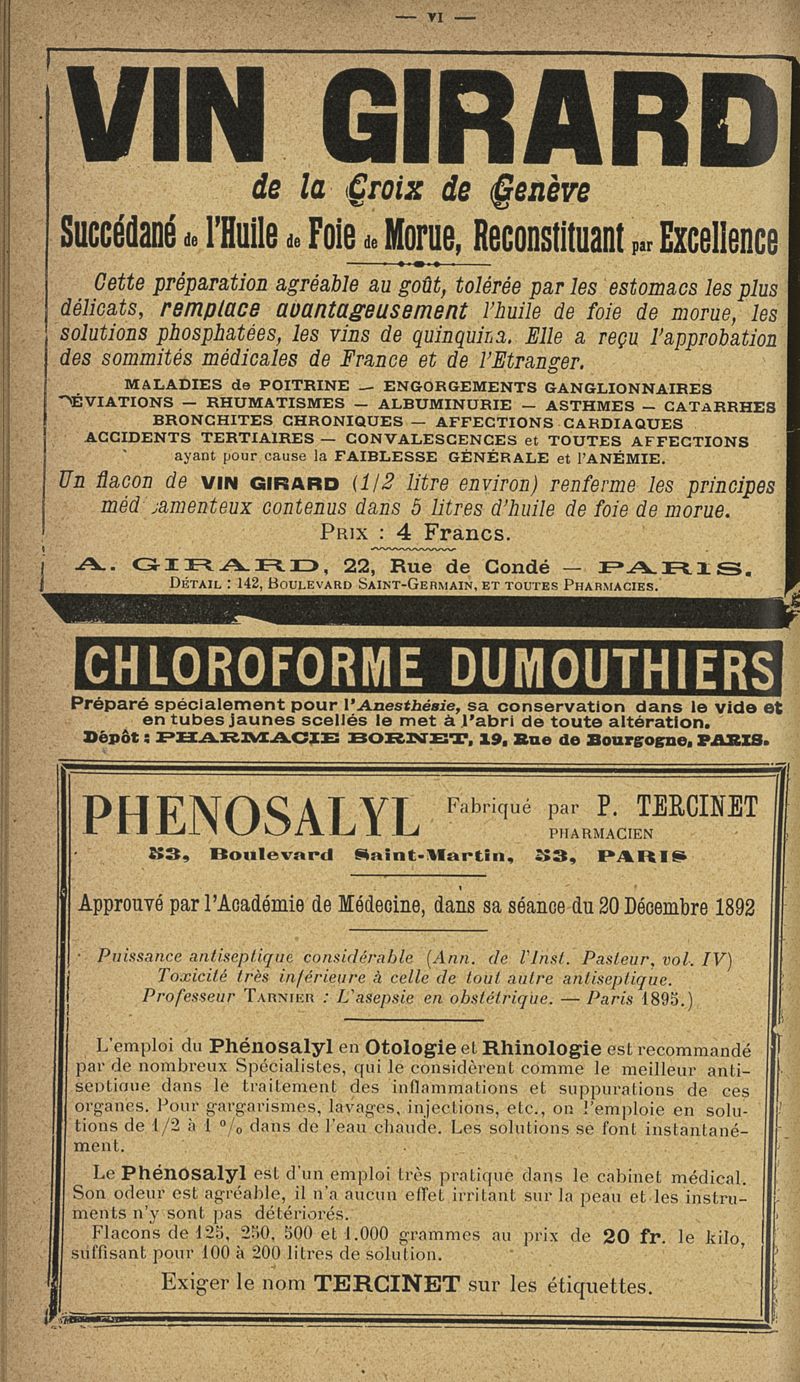 — VI —
VIN GIRARD
de la Croix de Genève
Succédané de l'Huile de Foie de Morue, Reconstituant par Excellence
Cette préparation agréable au goût, tolérée par les estomacs les plus
délicats, remplace avantageusement l'huile de foie de morue, les
solutions phosphatées, les vins de quinquina. Elle a reçu l'approbation
des sommités médicales de France et de l'Etranger.
MALADIES de POITRINE — ENGORGEMENTS GANGLIONNAIRES
DÉVIATIONS — RHUMATISMES — ALBUMINURIE — ASTHMES — CATARRHES
BRONCHITES CHRONIQUES — AFFECTIONS CARDIAQUES
ACCIDENTS TERTIAIRES — CONVALESCENCES et TOUTES AFFECTIONS
ayant pour cause la FAIBLESSE GÉNÉRALE et l'ANÉMIE.
Un flacon de VIN GIRARD (1/2 litre environ) renferme les principes
médicamenteux contenus dans 5 litres d'huile de foie de morue.
PRIX : 4 Francs.
A. GIRARD, 22, Rue de Condé — PARIS.
DÉTAIL : 142, BOULEVARD SAINT-GERMAIN, ET TOUTES PHARMACIES.
CHLOROFORME DUMOUTHIERS
Préparé spécialement pour l'Anesthésie, sa conservation dans le vide et
en tubes jaunes scellés le met à l'abri de toute altération.
Dépôt : PHARMACIE BORNET, 19, Rue de Bourgogne, PARIS.
PHENOSALYL Fabriqué par P. TERCINET
PHARMACIEN
53, Boulevard Saint-Martin, 53, PARIS
Approuvé par l'Académie de Médecine, dans sa séance du 20 Décembre 1892
Puissance antiseptique considérable (Ann. de l'Inst. Pasteur, vol. IV)
Toxicité très inférieure à celle de tout autre antiseptique.
Professeur TARNIER : L'asepsie en obstétrique. — Paris 1895.)
L'emploi du Phénosalyl en Otologie et Rhinologie est recommandé
par de nombreux Spécialistes, qui le considèrent comme le meilleur anti-
septique dans le traitement des inflammations et suppurations de ces
organes. Pour gargarismes, lavages, injections, etc., on l'emploie en solu-
tions de 1/2 à 1 % dans de l'eau chaude. Les solutions se font instantané-
ment.
Le Phénosalyl est d'un emploi très pratique dans le cabinet médical.
Son odeur est agréable, il n'a aucun effet irritant sur la peau et les instru-
ments n'y sont pas détériorés.
Flacons de 125, 250, 500 et 1.000 grammes au prix de 20 fr. le kilo,
suffisant pour 100 à 200 litres de solution.
Exiger le nom TERCINET sur les étiquettes.